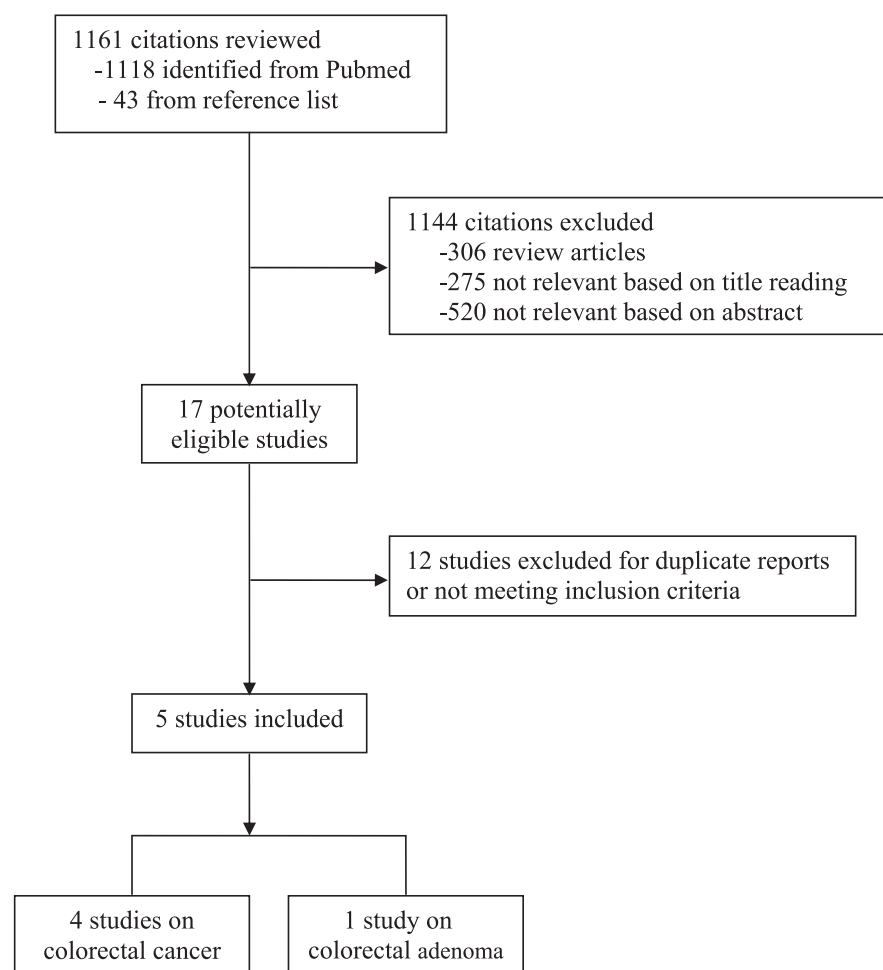 1161 citations reviewed
-1118 identified from Pubmed
- 43 from reference list
1144 citations excluded
-306 review articles
-275 not relevant based on title reading
-520 not relevant based on abstract
17 potentially
eligible studies
12 studies excluded for duplicate reports
or not meeting inclusion criteria
5 studies included
4 studies on
colorectal cancer
1 study on
colorectal adenoma